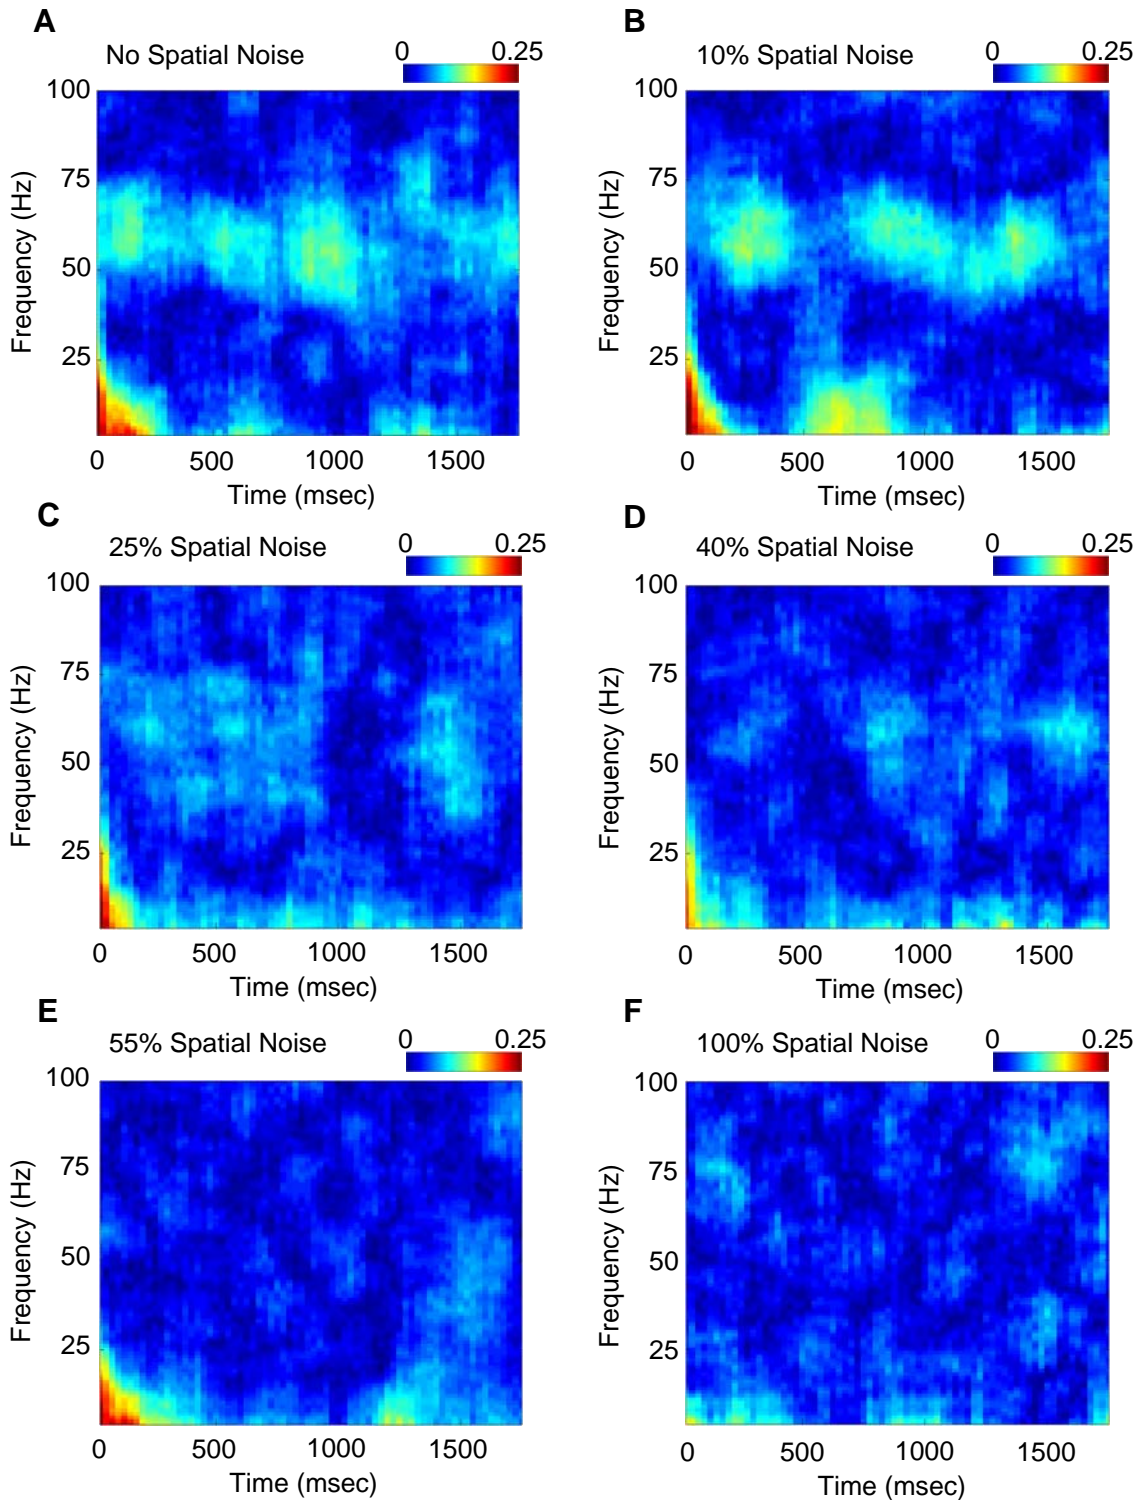 A
No Spatial Noise
0 0.25
100
75
50
25
Frequency (Hz)
0 500 1000 1500
Time (msec)
B
10% Spatial Noise
0 0.25
100
75
50
25
Frequency (Hz)
0 500 1000 1500
Time (msec)
C
25% Spatial Noise
0 0.25
100
75
50
25
Frequency (Hz)
0 500 1000 1500
Time (msec)
D
40% Spatial Noise
0 0.25
100
75
50
25
Frequency (Hz)
0 500 1000 1500
Time (msec)
E
55% Spatial Noise
0 0.25
100
75
50
25
Frequency (Hz)
0 500 1000 1500
Time (msec)
F
100% Spatial Noise
0 0.25
100
75
50
25
Frequency (Hz)
0 500 1000 1500
Time (msec)